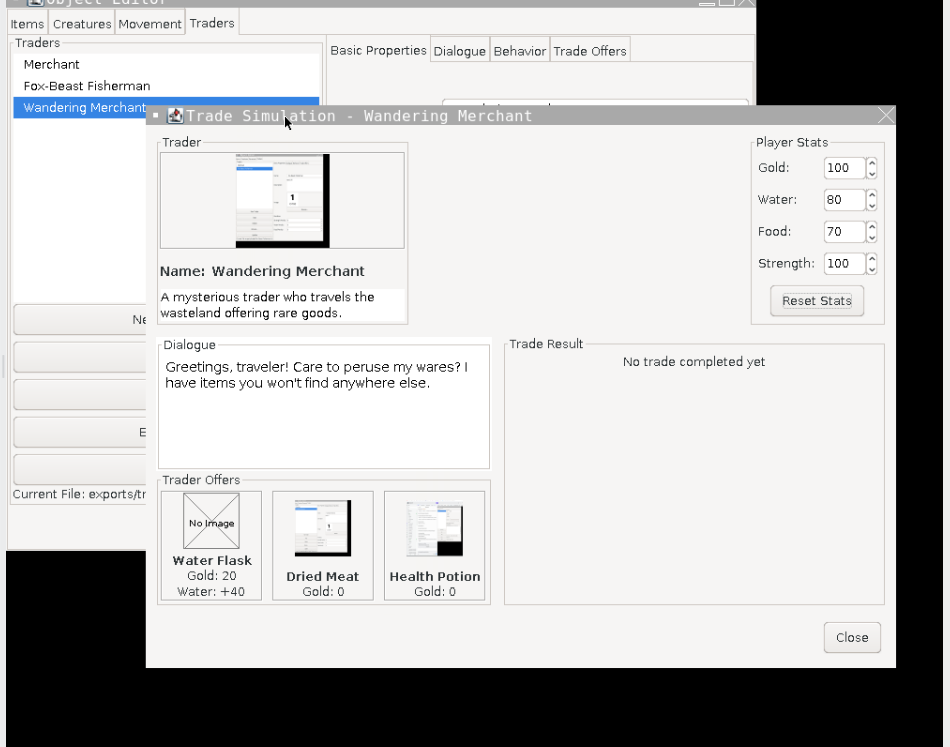 Object Editor
Items Creatures Movement Traders
Traders
Merchant
Fox-Beast Fisherman
Wandering Merchant
Basic Properties Dialogue Behavior Trade Offers
Current File: exports/tr
Trade Simulation - Wandering Merchant
Trader
Name: Wandering Merchant
A mysterious trader who travels the
wasteland offering rare goods.
Player Stats
Gold: 100
Water: 80
Food: 70
Strength: 100
Reset Stats
Dialogue
Greetings, traveler! Care to peruse my wares? I
have items you won't find anywhere else.
Trade Result
No trade completed yet
Trader Offers
No Image
Water Flask
Gold: 20
Water: +40
Dried Meat
Gold: 0
Health Potion
Gold: 0
Close